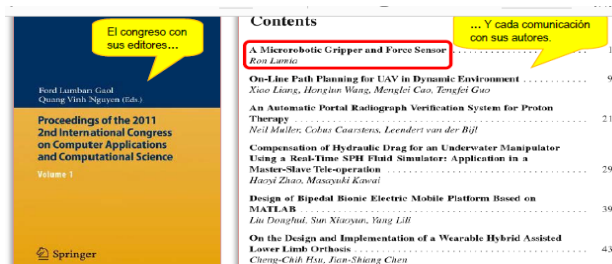 El congreso con
sus editores...
Ford Lumban Gaol
Quang Vinh Nguyen (Eds.)
Proceedings of the 2011
2nd International Congress
on Computer Applications
and Computational Science
Volume 1
Springer
Contents
... Y cada comunicación
con sus autores.
A Microrobotic Gripper and Force Sensor 1
Ron Lumia
On-Line Path Planning for UAV in Dynamic Environment . . . . . . . . . . . 9
Xiao Liang, Honglun Wang, Menglei Cao, Tengfei Guo
An Automatic Portal Radiograph Verification System for Proton
Therapy . . . . . . . . . . . . . . . . . . . . . . . . . . . . . . . . . . . . . . . . 21
Neil Muller, Cobus Caarstens, Leendert van der Bijl
Compensation of Hydraulic Drag for an Underwater Manipulator
Using a Real-Time SPH Fluid Simulator: Application in a
Master-Slave Tele-operation . . . . . . . . . . . . . . . . . . . . . . . . . . . . 29
Haoyi Zhao, Masayuki Kawai
Design of Bipedal Bionic Electric Mobile Platform Based on
MATLAB . . . . . . . . . . . . . . . . . . . . . . . . . . . . . . . . . . . . . . . . 39
Liu Donghui, Sun Xiaoyun, Yang LiLi
On the Design and Implementation of a Wearable Hybrid Assisted
Lower Limb Orthosis . . . . . . . . . . . . . . . . . . . . . . . . . . . . . . . . 43
Cheng-Chih Hsu, Jian-Shiang Chen